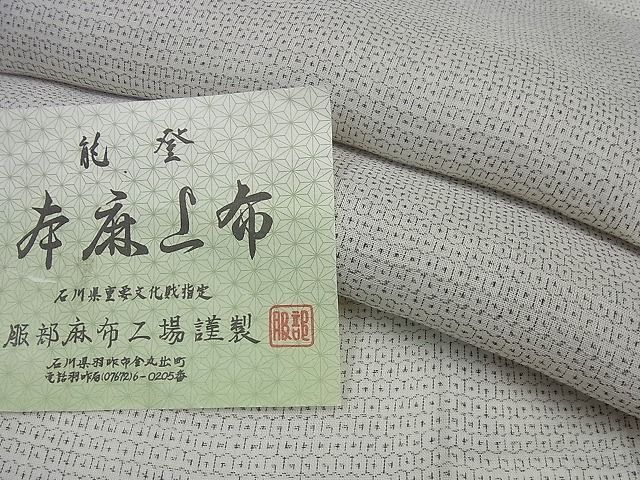 能登
本麻上布
石川県重要文化財指定
服部麻布工場謹製
服部
石川県羽咋市金丸出町
電話羽咋局(07672)6-0205番